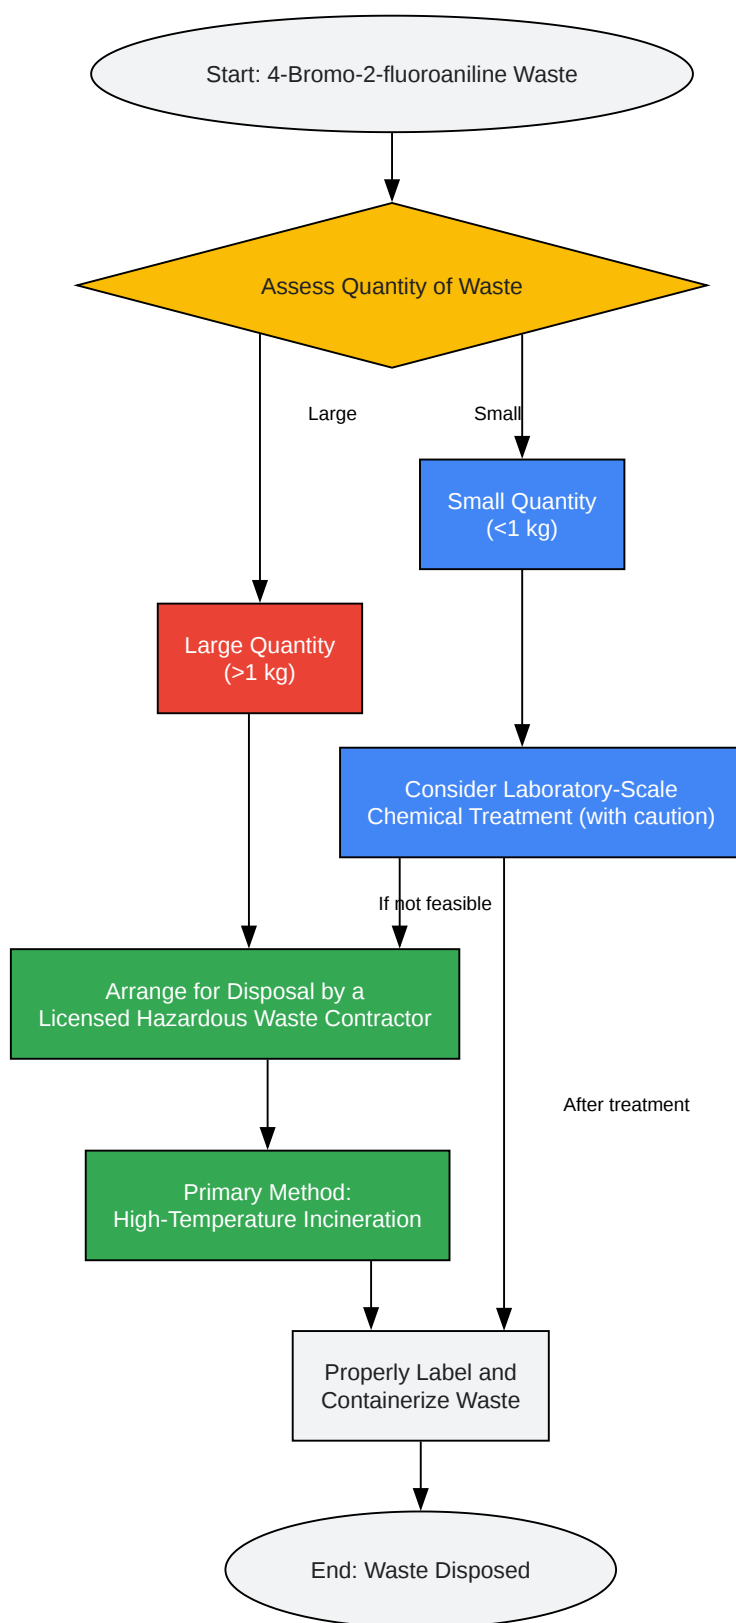 Start: 4-Bromo-2-fluoroaniline Waste
Assess Quantity of Waste
Large
Small
Small Quantity
(<1 kg)
Large Quantity
(>1 kg)
Consider Laboratory-Scale
Chemical Treatment (with caution)
If not feasible
Arrange for Disposal by a
Licensed Hazardous Waste Contractor
After treatment
Primary Method:
High-Temperature Incineration
Properly Label and
Containerize Waste
End: Waste Disposed